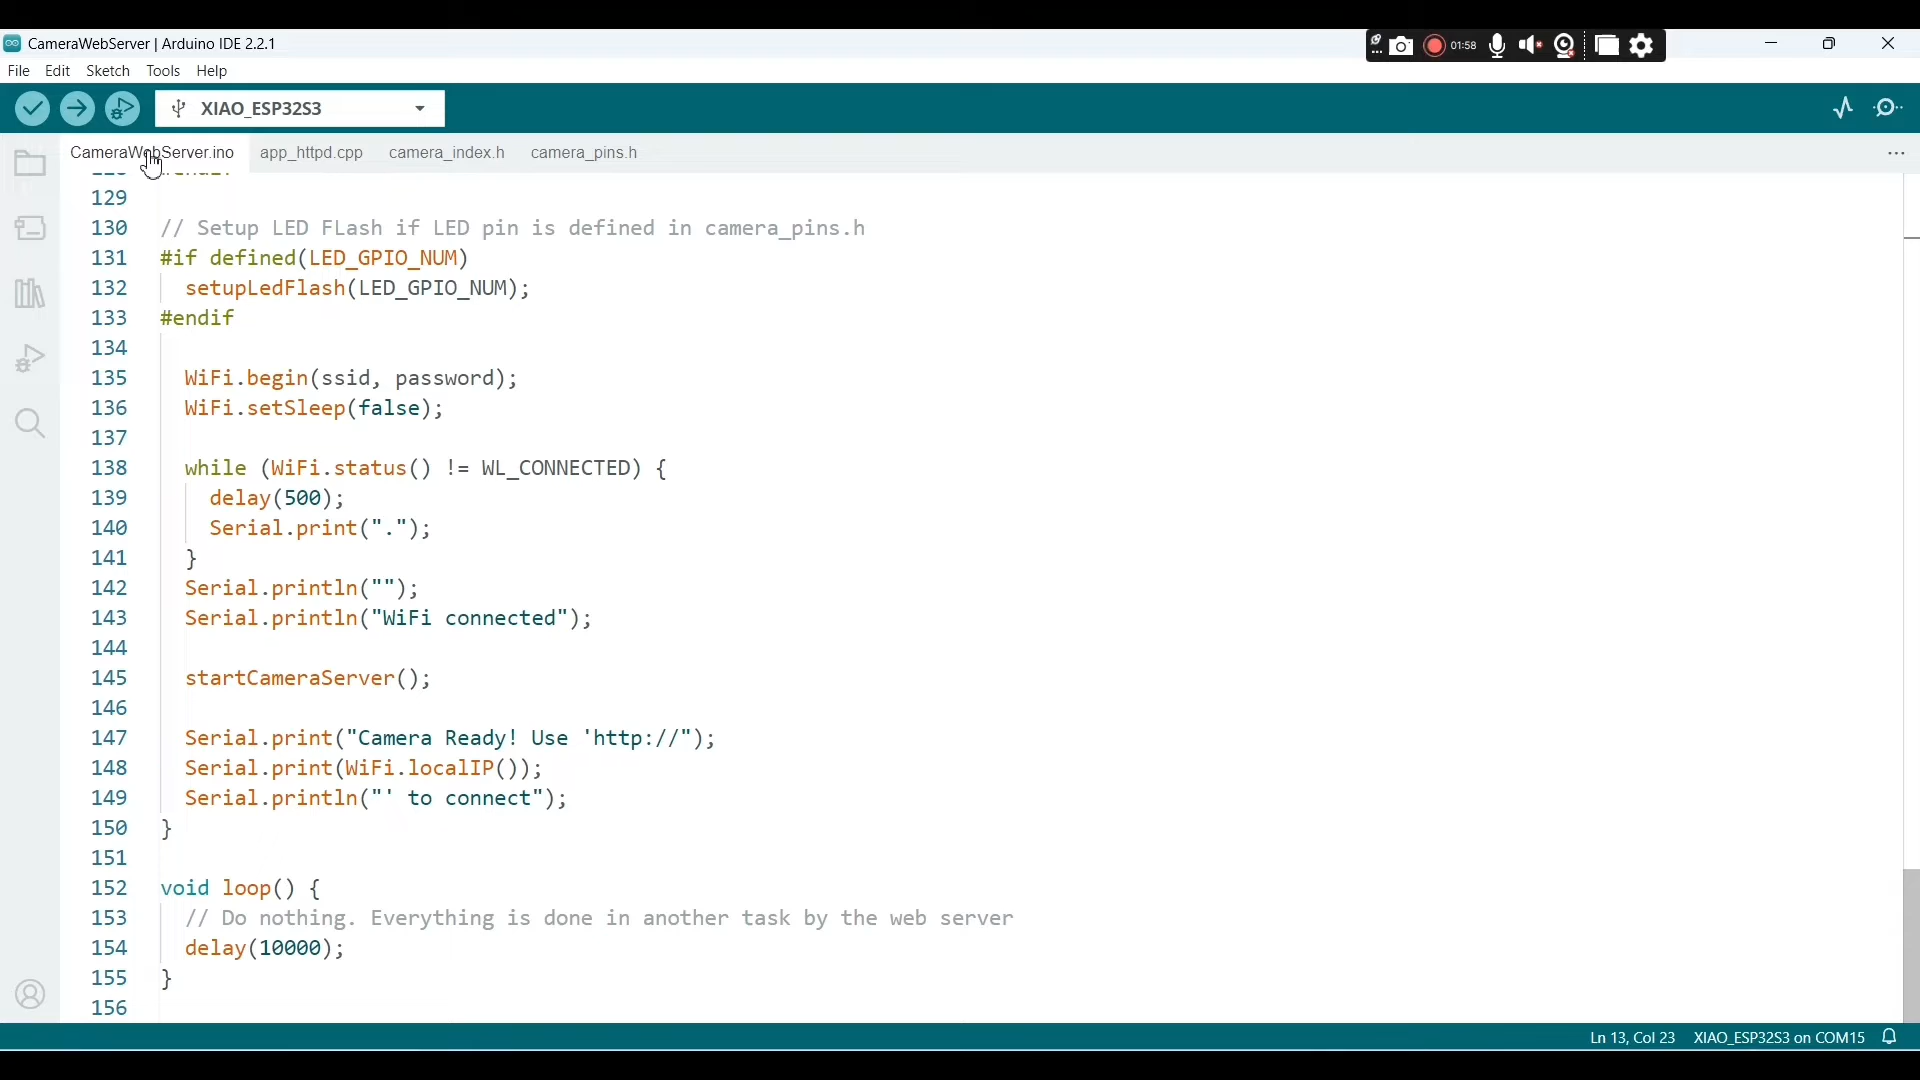 CameraWebServer | Arduino IDE 2.2.1
01:58
File Edit Sketch Tools Help
XIAO_ESP32S3
CameraWebServer.ino app_httpd.cpp camera_index.h camera_pins.h
129
130 // Setup LED FLash if LED pin is defined in camera_pins.h
131 #if defined(LED_GPIO_NUM)
132 setupLedFlash(LED_GPIO_NUM);
133 #endif
134
135 WiFi.begin(ssid, password);
136 WiFi.setSleep(false);
137
138 while (WiFi.status() != WL_CONNECTED) {
139 delay(500);
140 Serial.print(".");
141 }
142 Serial.println("");
143 Serial.println("WiFi connected");
144
145 startCameraServer();
146
147 Serial.print("Camera Ready! Use 'http://");
148 Serial.print(WiFi.localIP());
149 Serial.println("' to connect");
150 }
151
152 void loop() {
153 // Do nothing. Everything is done in another task by the web server
154 delay(10000);
155 }
156
Ln 13, Col 23 XIAO_ESP32S3 on COM15